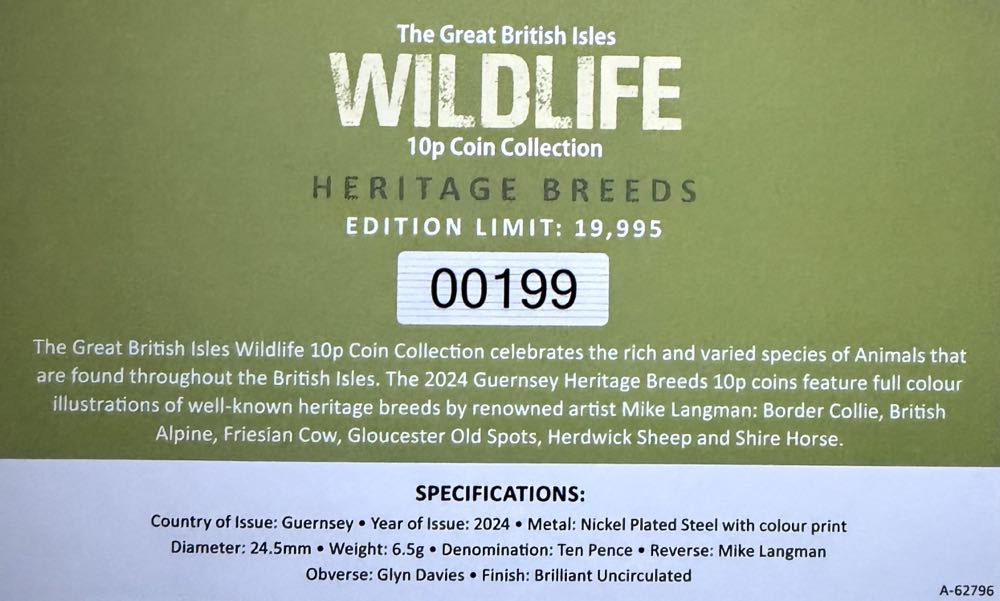 The Great British Isles
WILDLIFE
10p Coin Collection
HERITAGE BREEDS
EDITION LIMIT: 19,995
00199
The Great British Isles Wildlife 10p Coin Collection celebrates the rich and varied species of Animals that
are found throughout the British Isles. The 2024 Guernsey Heritage Breeds 10p coins feature full colour
illustrations of well-known heritage breeds by renowned artist Mike Langman: Border Collie, British
Alpine, Friesian Cow, Gloucester Old Spots, Herdwick Sheep and Shire Horse.
SPECIFICATIONS:
Country of Issue: Guernsey • Year of Issue: 2024 • Metal: Nickel Plated Steel with colour print
Diameter: 24.5mm • Weight: 6.5g • Denomination: Ten Pence • Reverse: Mike Langman
Obverse: Glyn Davies • Finish: Brilliant Uncirculated
A-62796